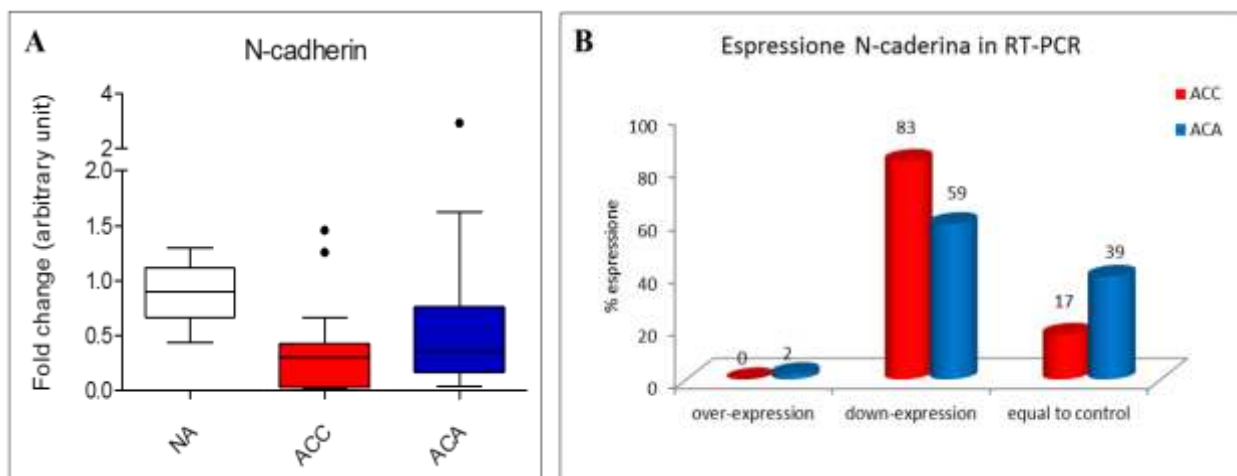 A
N-cadherin
Fold change (arbitrary unit)
4
2
2.0
1.5
1.0
0.5
0.0
NA
ACC
ACA
B
Espressione N-caderina in RT-PCR
ACC
ACA
% espressione
100
80
60
40
20
0
0
2
83
59
17
39
over-expression
down-expression
equal to control